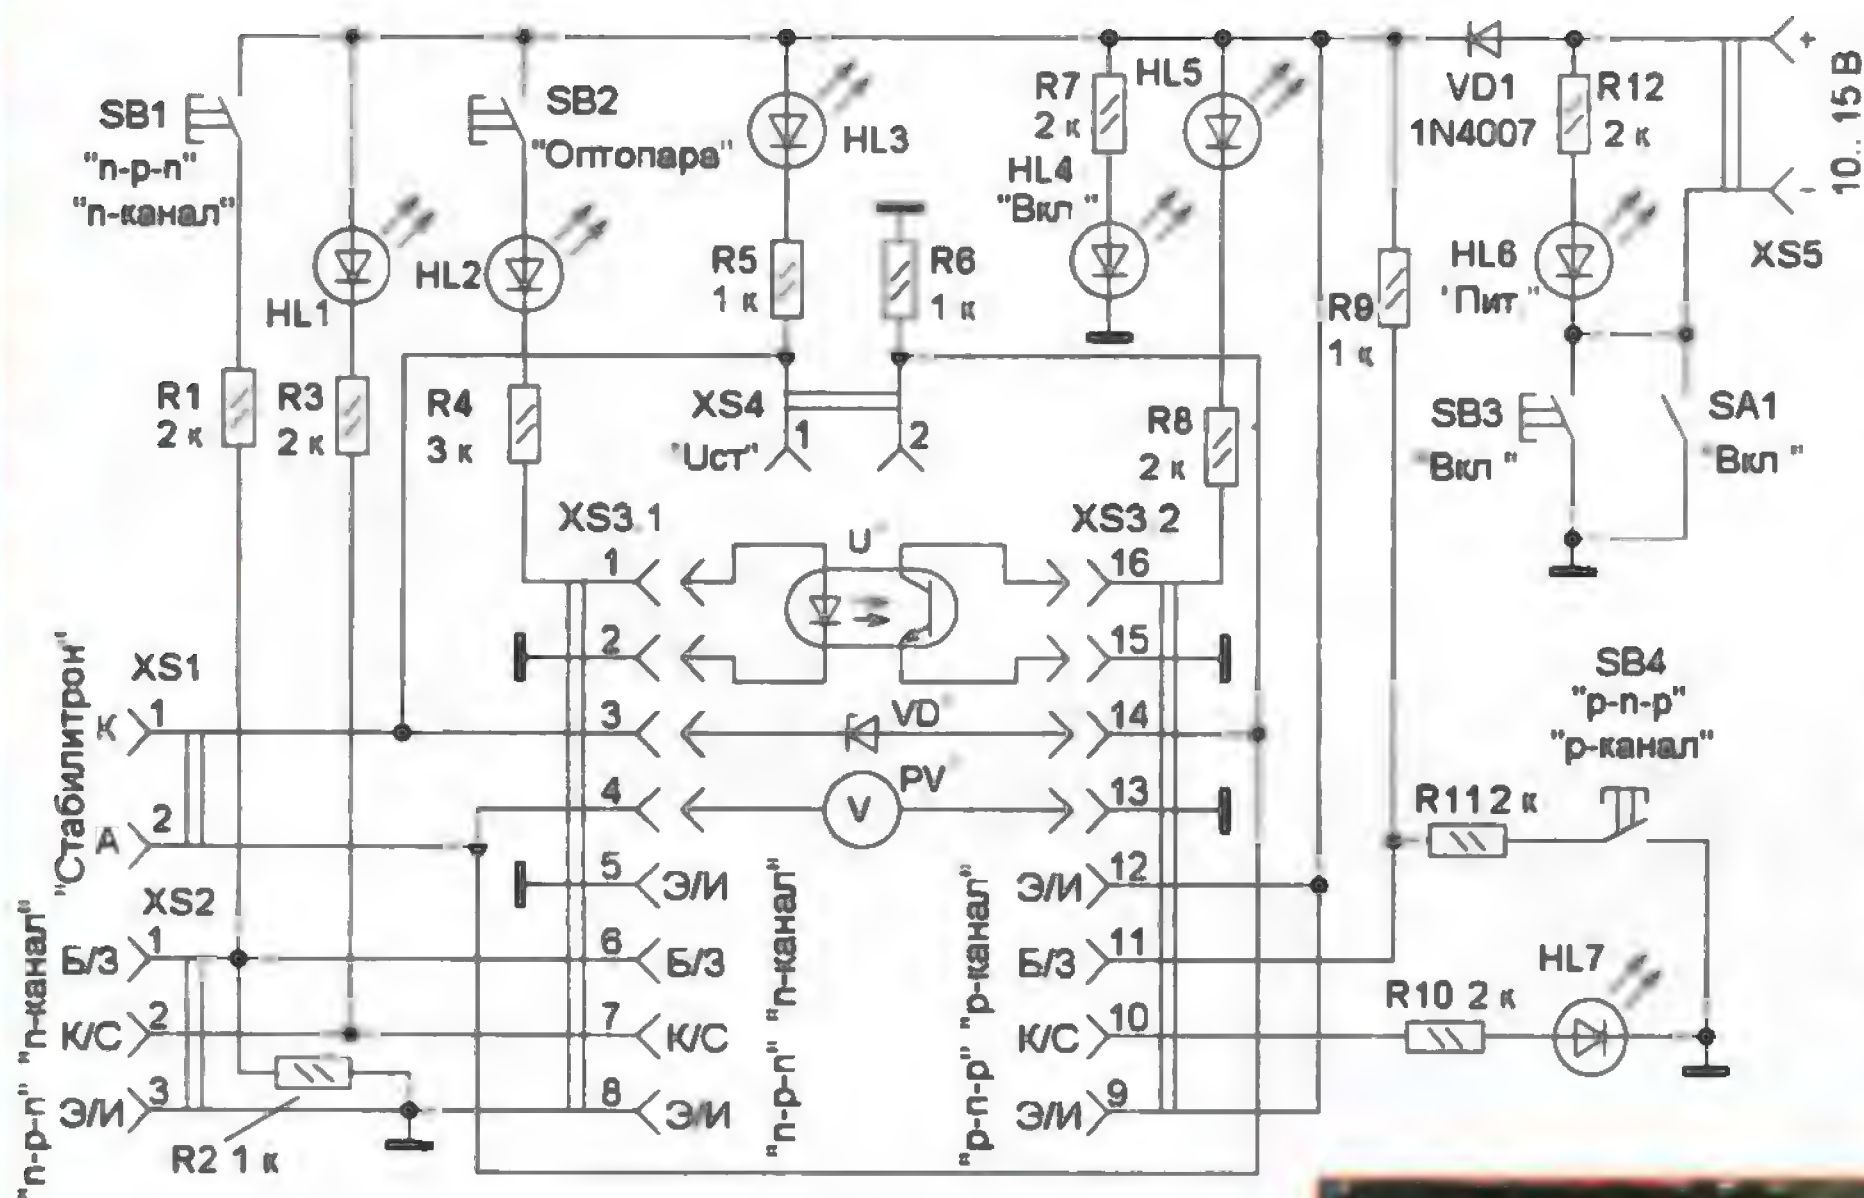 SB1
"n-p-n"
"n-канал"
HL1
R1
2 к
R3
2 к
SB2
"Оптопара"
HL2
R4
3 к
HL3
R5
1 к
R6
1 к
XS4
1
2
"Uст"
R7
2 к
HL4
"Вкл"
HL5
R8
2 к
VD1
1N4007
R12
2 к
+
-
10.. 15 В
XS5
HL6
"Пит."
R9
1 к
SB3
"Вкл"
SA1
"Вкл"
XS3.1
1
2
3
4
5
Э/И
6
Б/З
7
К/С
8
Э/И
"n-p-n" "n-канал"
U*
VD*
PV*
V
XS3.2
16
15
14
13
12
Э/И
11
Б/З
10
К/С
9
Э/И
"p-n-p" "p-канал"
"Стабилитрон"
XS1
К
1
А
2
"n-p-n" "n-канал"
XS2
Б/З
1
К/С
2
Э/И
3
R2 1 к
SB4
"p-n-p"
"p-канал"
R11 2 к
HL7
R10 2 к